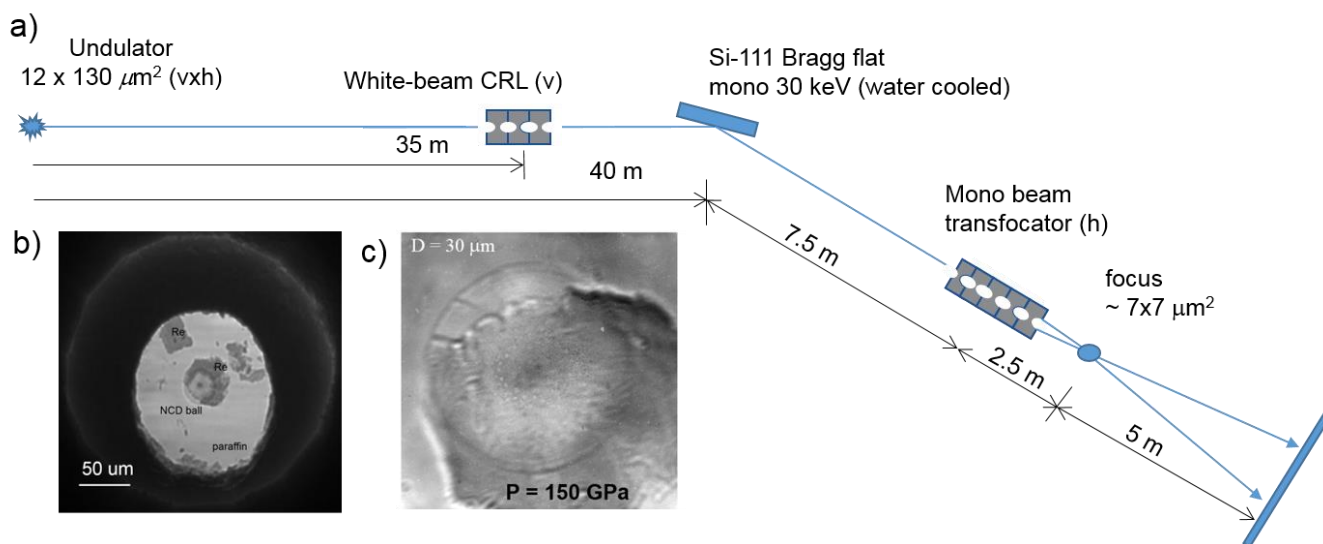 a)
Undulator
12 x 130 μm² (vxh)
White-beam CRL (v)
Si-111 Bragg flat
mono 30 keV (water cooled)
35 m
40 m
7.5 m
Mono beam
transfocator (h)
focus
~ 7x7 μm²
2.5 m
5 m
b)
Re
Re
NCD ball
paraffin
50 um
c)
D = 30 μm
P = 150 GPa